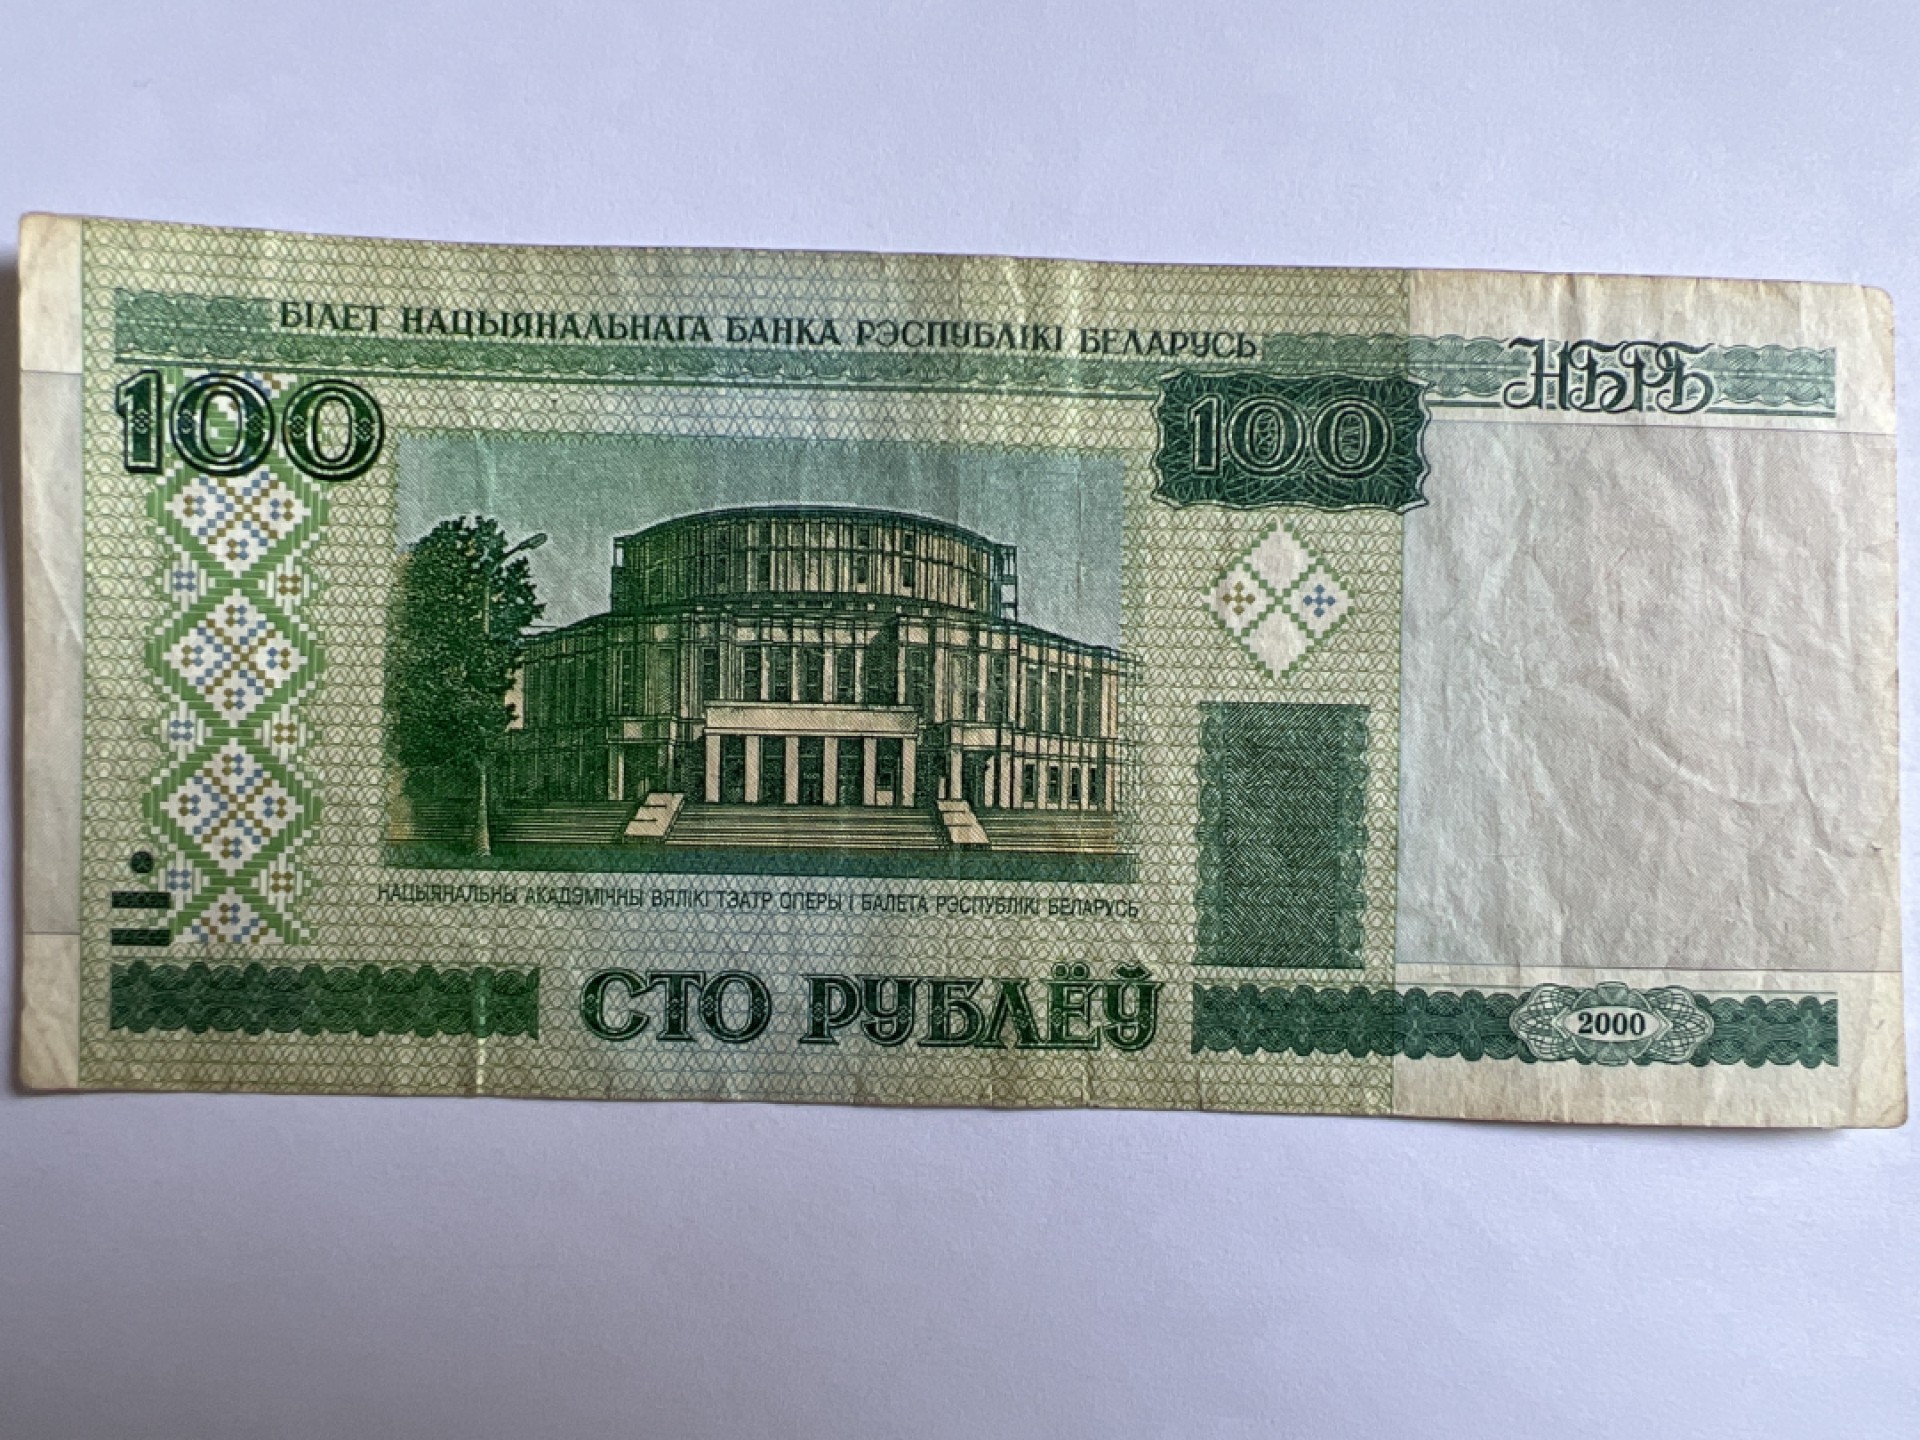 БІЛЕТ НАЦЫЯНАЛЬНАГА БАНКА РЭСПУБЛІКІ БЕЛАРУСЬ
НБРБ
100
100
НАЦЫЯНАЛЬНЫ АКАДЭМІЧНЫ ВЯЛІКІ ТЭАТР ОПЕРЫ І БАЛЕТА РЭСПУБЛІКІ БЕЛАРУСЬ
СТО РУБЛЁЎ
2000